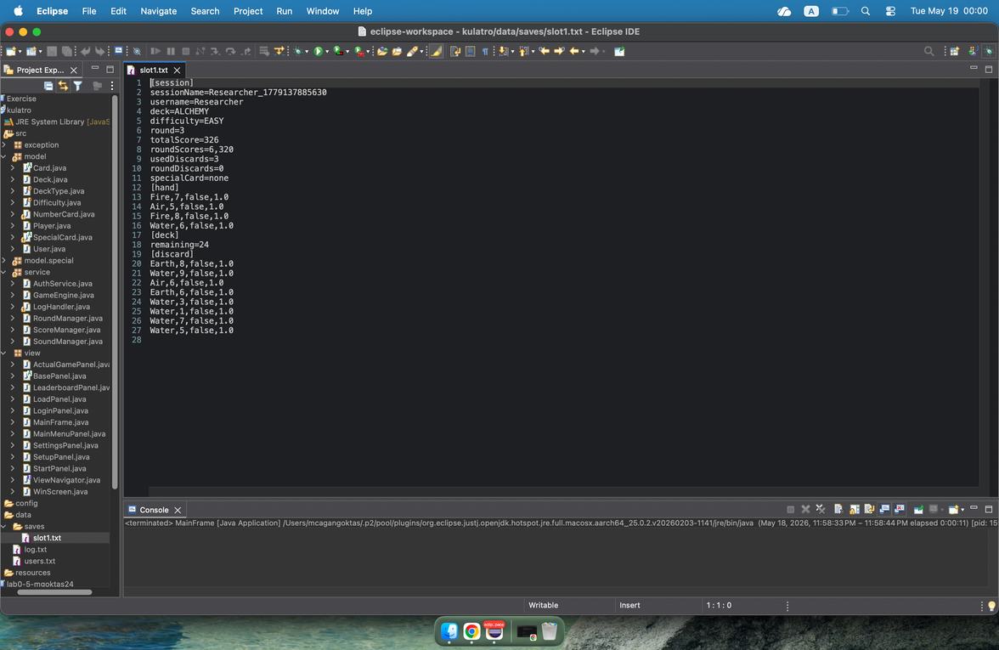 Eclipse File Edit Navigate Search Project Run Window Help
A
Tue May 19 00:00
eclipse-workspace - kulatro/data/saves/slot1.txt - Eclipse IDE
Project Exp...
slot1.txt
Exercise
kulatro
JRE System Library [JavaS
src
exception
model
Card.java
Deck.java
DeckType.java
Difficulty.java
NumberCard.java
Player.java
SpecialCard.java
User.java
model.special
service
AuthService.java
GameEngine.java
LogHandler.java
RoundManager.java
ScoreManager.java
SoundManager.java
view
ActualGamePanel.java
BasePanel.java
LeaderboardPanel.jav
LoadPanel.java
LoginPanel.java
MainFrame.java
MainMenuPanel.java
SettingsPanel.java
SetupPanel.java
StartPanel.java
ViewNavigator.java
WinScreen.java
config
data
saves
slot1.txt
log.txt
users.txt
resources
lab0-5-mgoktas24
1 [session]
2 sessionName=Researcher_1779137885630
3 username=Researcher
4 deck=ALCHEMY
5 difficulty=EASY
6 round=3
7 totalScore=326
8 roundScores=6,320
9 usedDiscards=3
10 roundDiscards=0
11 specialCard=none
12 [hand]
13 Fire,7,false,1.0
14 Air,5,false,1.0
15 Fire,8,false,1.0
16 Water,6,false,1.0
17 [deck]
18 remaining=24
19 [discard]
20 Earth,8,false,1.0
21 Water,9,false,1.0
22 Air,6,false,1.0
23 Earth,6,false,1.0
24 Water,3,false,1.0
25 Water,1,false,1.0
26 Water,7,false,1.0
27 Water,5,false,1.0
28
Console
<terminated> MainFrame [Java Application] /Users/mcagangoktas/.p2/pool/plugins/org.eclipse.justj.openjdk.hotspot.jre.full.macosx.aarch64_25.0.2.v20260203-1141/jre/bin/java (May 18, 2026, 11:58:33 PM – 11:58:44 PM elapsed 0:00:11) [pid: 15
Writable
Insert
1 : 1 : 0